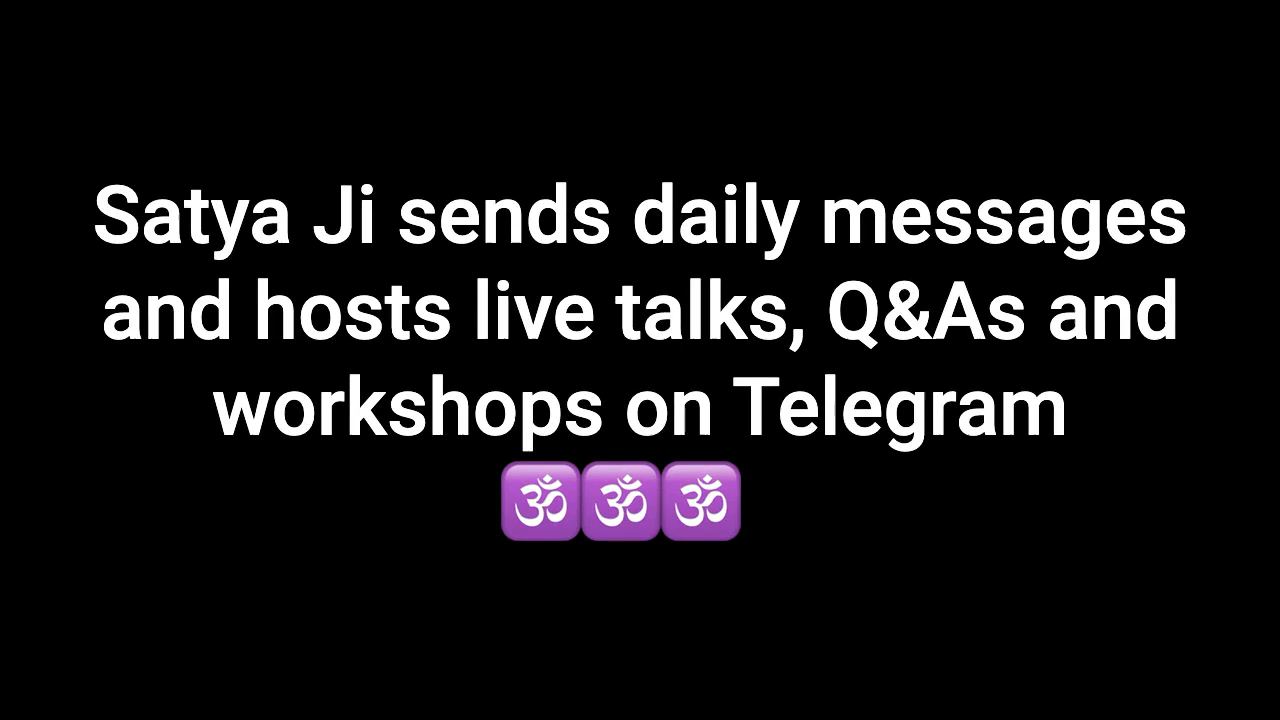 Satya Ji sends daily messages
and hosts live talks, Q&As and
workshops on Telegram
🕉🕉🕉